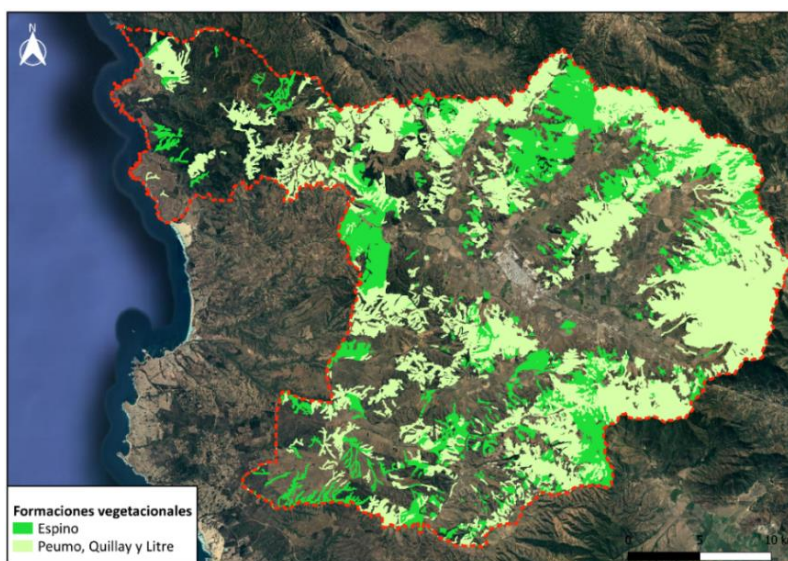 N
Formaciones vegetacionales
Espino
Peumo, Quillay y Litre
0 5 10 k